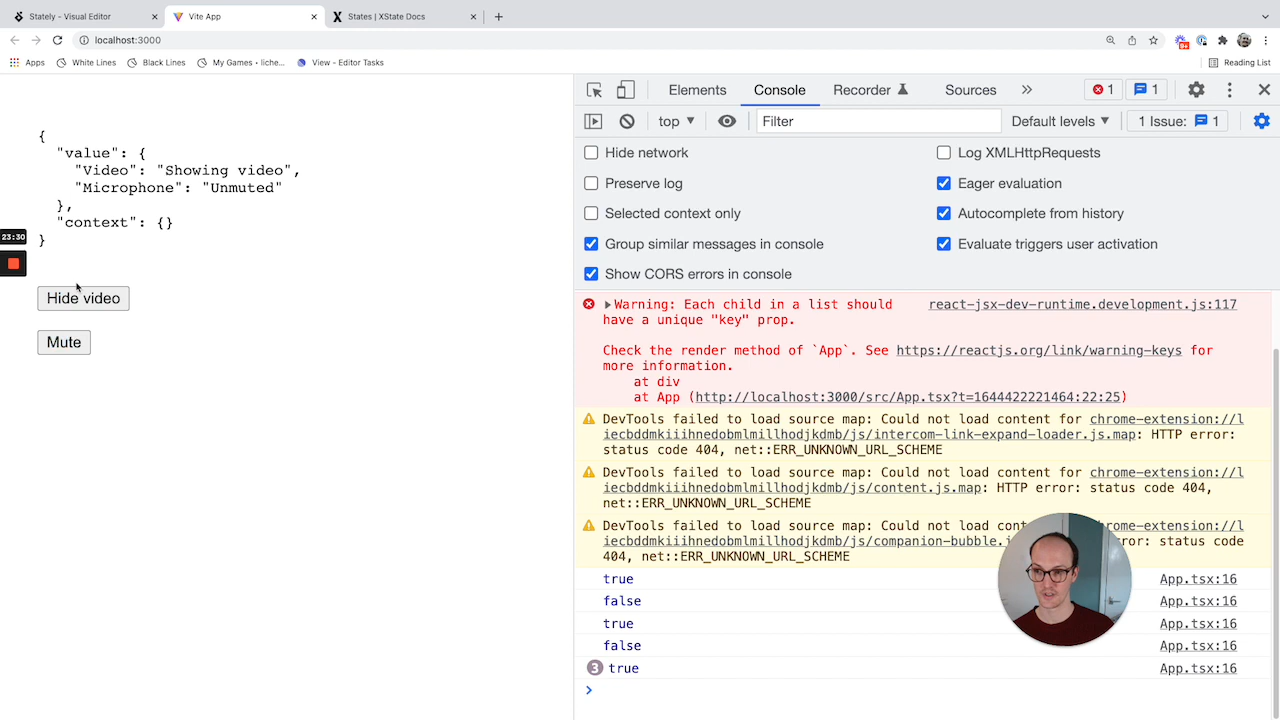 Stately - Visual Editor
Vite App
States | XState Docs
localhost:3000
9+
Apps
White Lines
Black Lines
My Games • liche...
View - Editor Tasks
Reading List
{
"value": {
"Video": "Showing video",
"Microphone": "Unmuted"
},
"context": {}
}
23:30
Hide video
Mute
Elements
Console
Recorder
Sources
1
1
top
Filter
Default levels
1 Issue:
1
Hide network
Log XMLHttpRequests
Preserve log
Eager evaluation
Selected context only
Autocomplete from history
Group similar messages in console
Evaluate triggers user activation
Show CORS errors in console
Warning: Each child in a list should react-jsx-dev-runtime.development.js:117
have a unique "key" prop.
Check the render method of `App`. See https://reactjs.org/link/warning-keys for
more information.
at div
at App (http://localhost:3000/src/App.tsx?t=1644422221464:22:25)
DevTools failed to load source map: Could not load content for chrome-extension://l
iecbddmkiiihnedobmlmillhodjkdmb/js/intercom-link-expand-loader.js.map: HTTP error:
status code 404, net::ERR_UNKNOWN_URL_SCHEME
DevTools failed to load source map: Could not load content for chrome-extension://l
iecbddmkiiihnedobmlmillhodjkdmb/js/content.js.map: HTTP error: status code 404,
net::ERR_UNKNOWN_URL_SCHEME
DevTools failed to load source map: Could not load
iecbddmkiiihnedobmlmillhodjkdmb/js/companion-bubble. status code
404, net::ERR_UNKNOWN_URL_SCHEME
true App.tsx:16
false App.tsx:16
true App.tsx:16
false App.tsx:16
3 true App.tsx:16